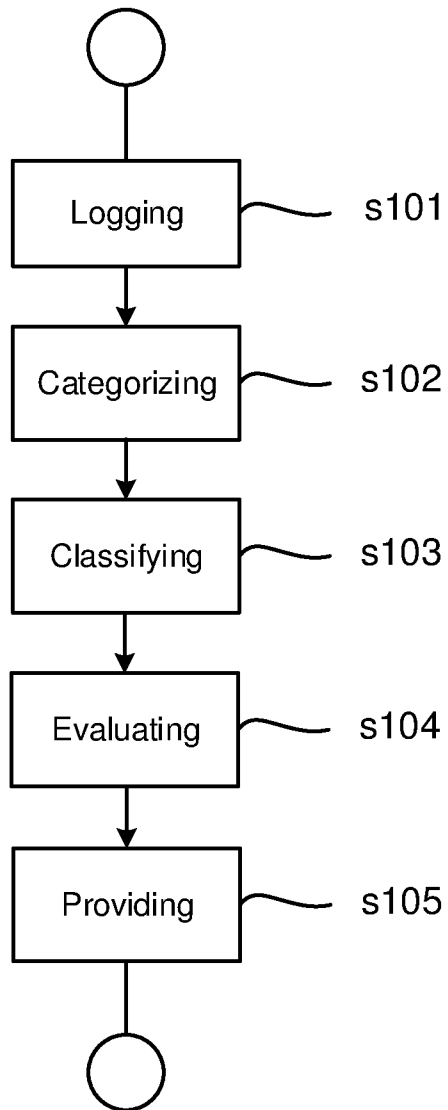 Logging s101
Categorizing s102
Classifying s103
Evaluating s104
Providing s105